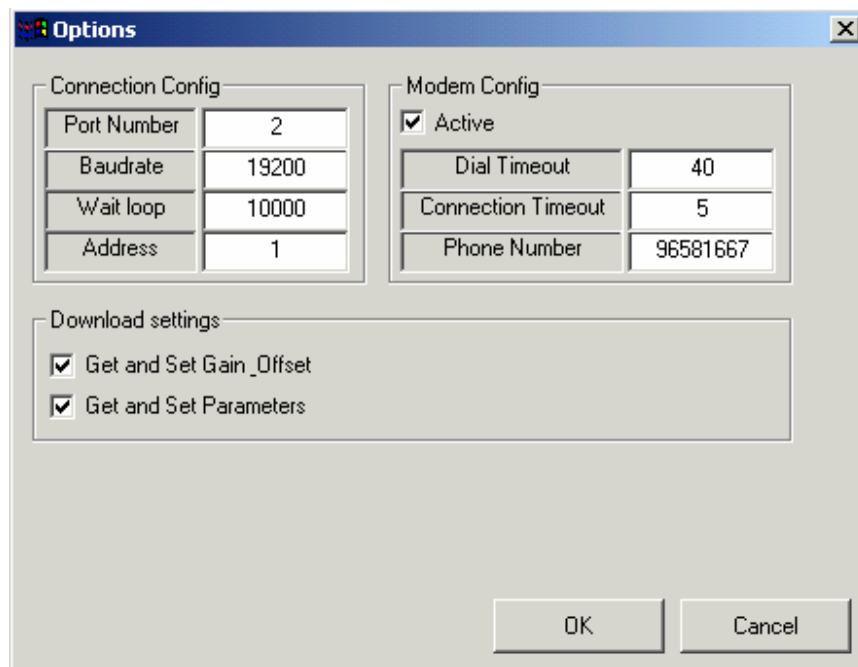 Options
Connection Config
Port Number 2
Baudrate 19200
Wait loop 10000
Address 1
Modem Config
Active
Dial Timeout 40
Connection Timeout 5
Phone Number 96581667
Download settings
Get and Set Gain_Offset
Get and Set Parameters
OK Cancel